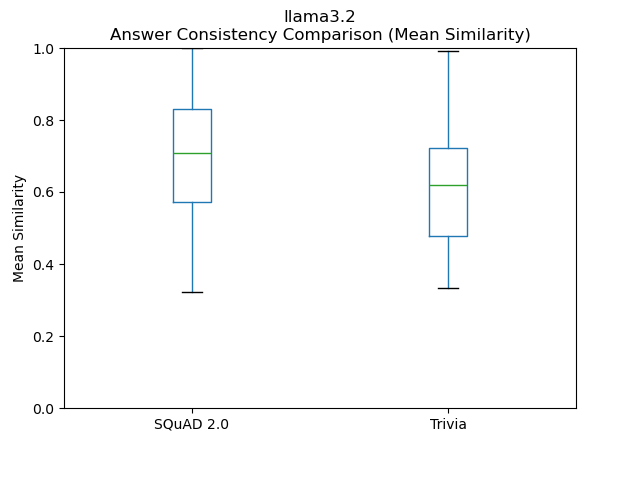 llama3.2
Answer Consistency Comparison (Mean Similarity)
1.0
0.8
0.6
0.4
0.2
0.0
Mean Similarity
SQuAD 2.0
Trivia